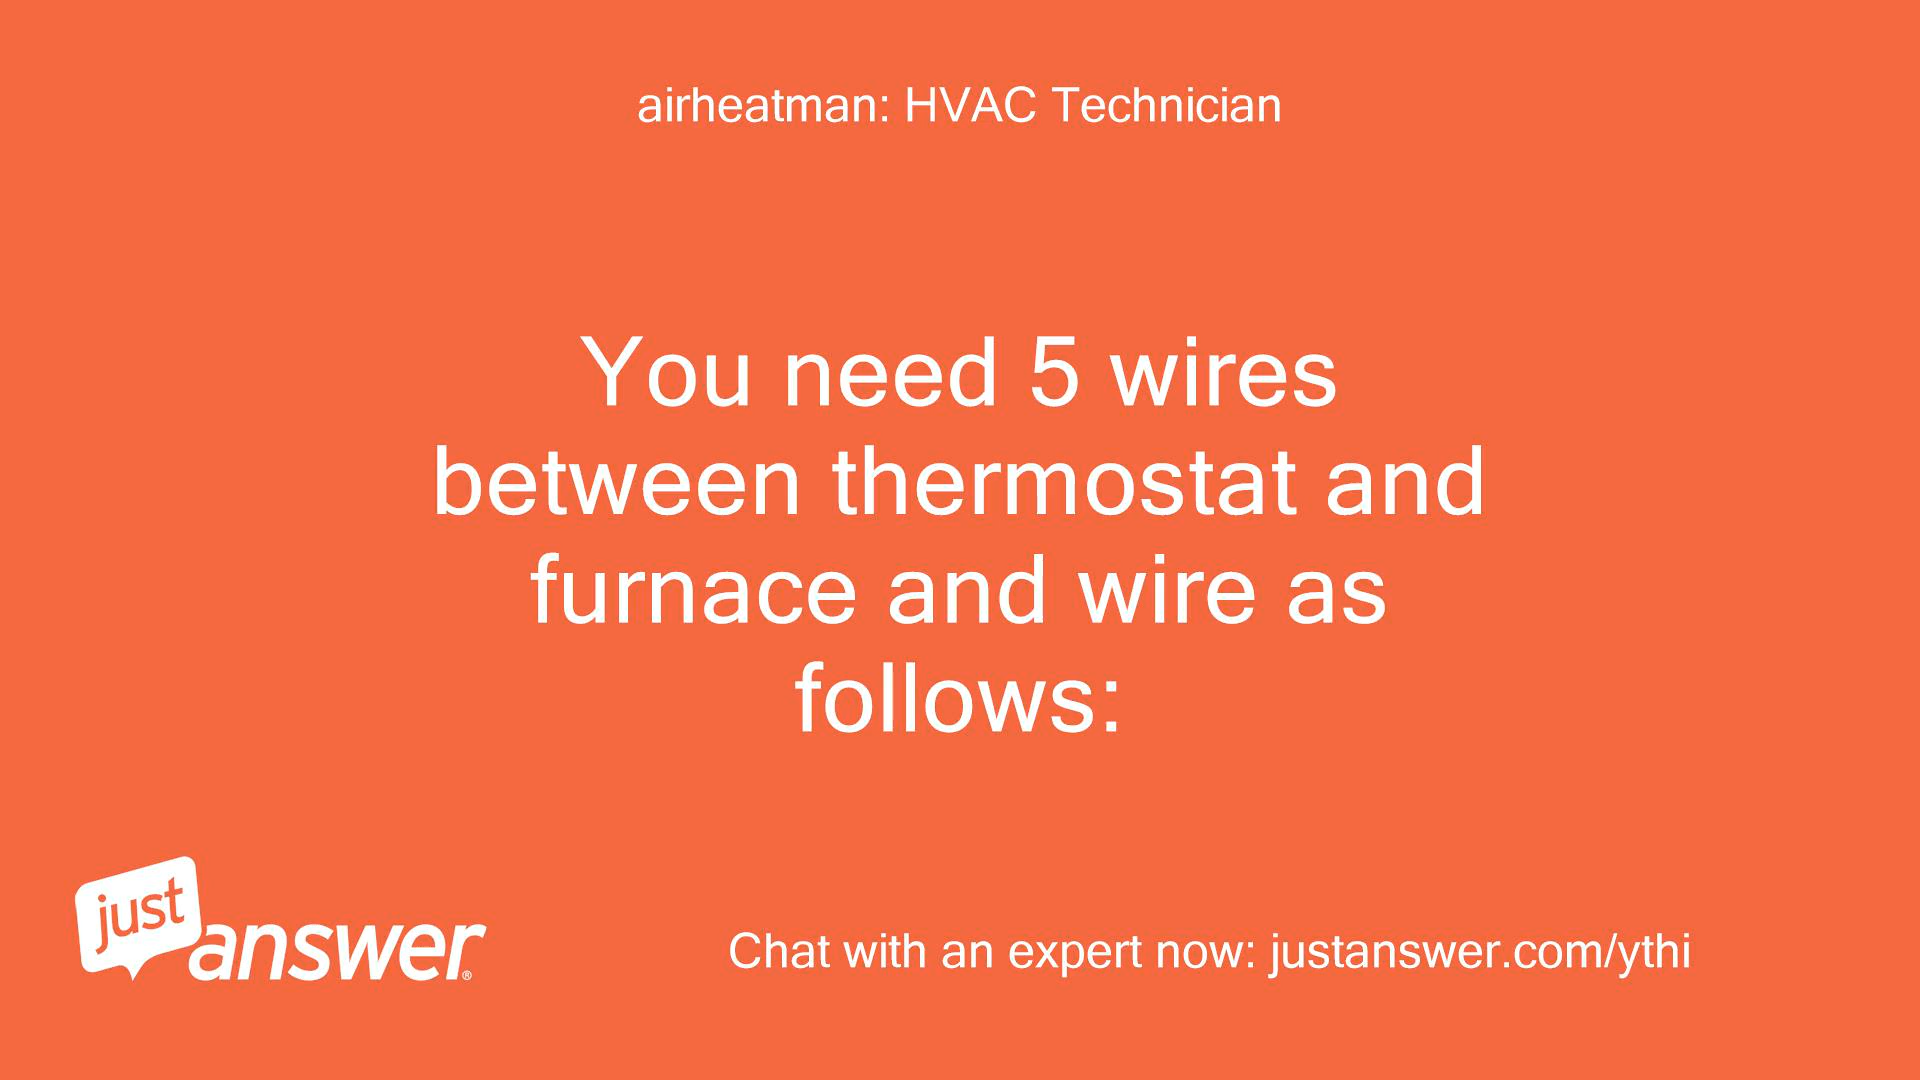 airheatman: HVAC Technician
You need 5 wires
between thermostat and
furnace and wire as
follows:
just
answer®
Chat with an expert now: justanswer.com/ythi